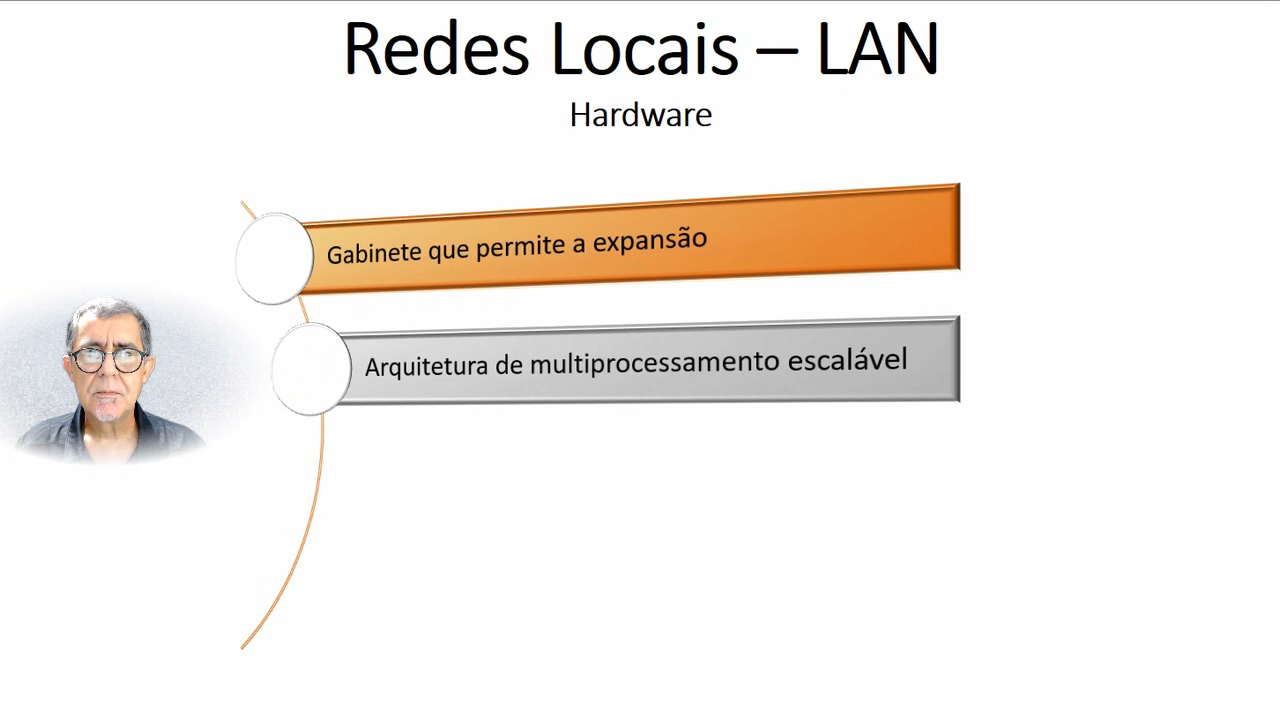 Redes Locais – LAN
Hardware
Gabinete que permite a expansão
Arquitetura de multiprocessamento escalável